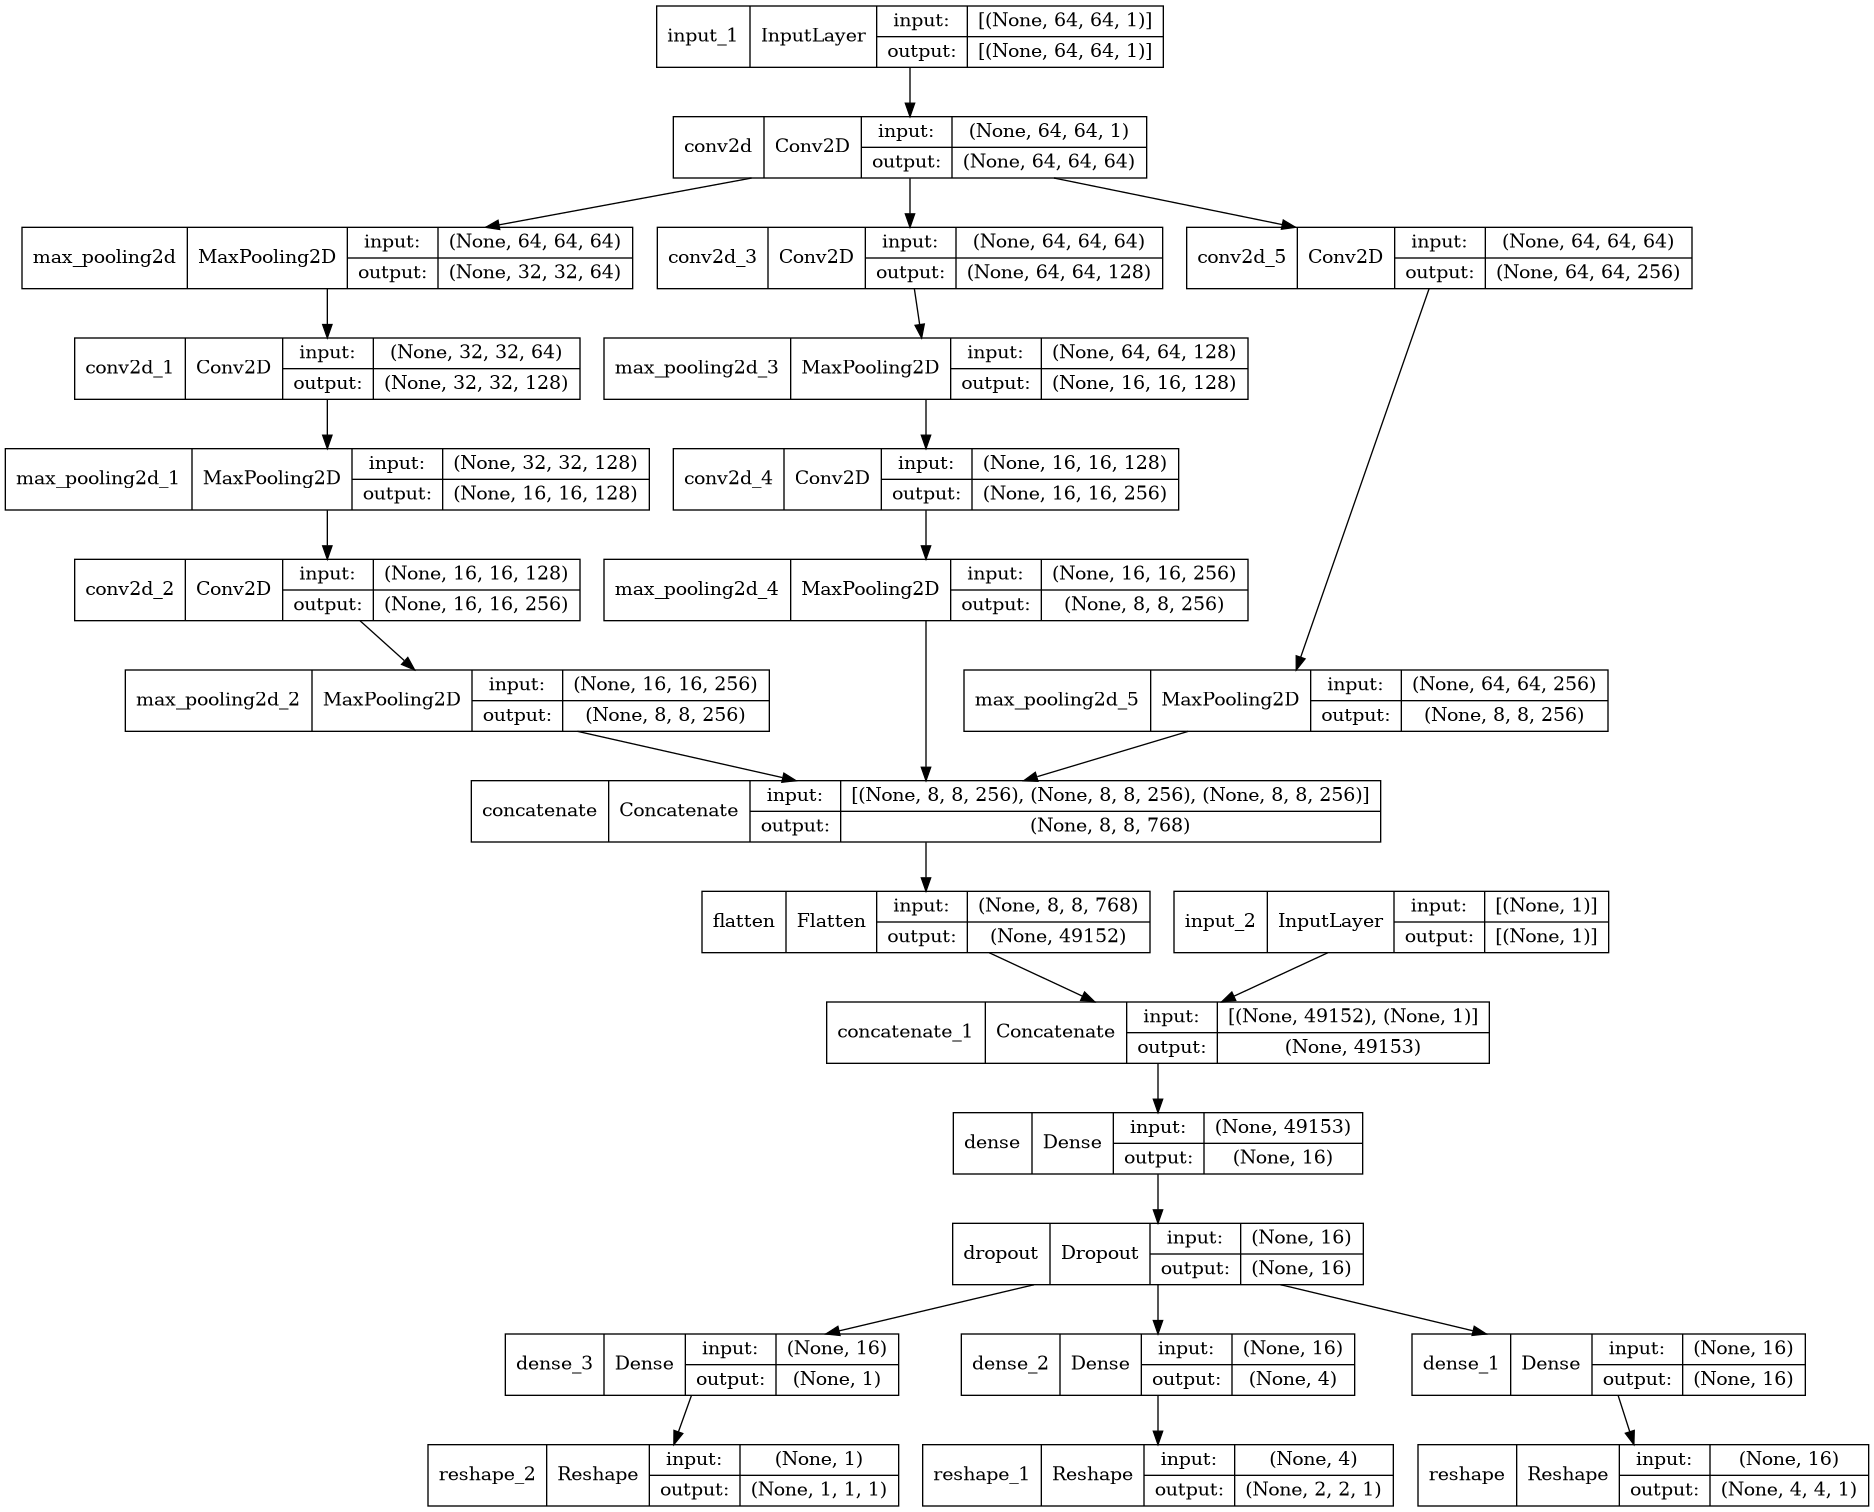 input_1 InputLayer input: [(None, 64, 64, 1)]
output: [(None, 64, 64, 1)]
conv2d Conv2D input: (None, 64, 64, 1)
output: (None, 64, 64, 64)
max_pooling2d MaxPooling2D input: (None, 64, 64, 64)
output: (None, 32, 32, 64)
conv2d_3 Conv2D input: (None, 64, 64, 64)
output: (None, 64, 64, 128)
conv2d_5 Conv2D input: (None, 64, 64, 64)
output: (None, 64, 64, 256)
conv2d_1 Conv2D input: (None, 32, 32, 64)
output: (None, 32, 32, 128)
max_pooling2d_3 MaxPooling2D input: (None, 64, 64, 128)
output: (None, 16, 16, 128)
max_pooling2d_1 MaxPooling2D input: (None, 32, 32, 128)
output: (None, 16, 16, 128)
conv2d_4 Conv2D input: (None, 16, 16, 128)
output: (None, 16, 16, 256)
conv2d_2 Conv2D input: (None, 16, 16, 128)
output: (None, 16, 16, 256)
max_pooling2d_4 MaxPooling2D input: (None, 16, 16, 256)
output: (None, 8, 8, 256)
max_pooling2d_2 MaxPooling2D input: (None, 16, 16, 256)
output: (None, 8, 8, 256)
max_pooling2d_5 MaxPooling2D input: (None, 64, 64, 256)
output: (None, 8, 8, 256)
concatenate Concatenate input: [(None, 8, 8, 256), (None, 8, 8, 256), (None, 8, 8, 256)]
output: (None, 8, 8, 768)
flatten Flatten input: (None, 8, 8, 768)
output: (None, 49152)
input_2 InputLayer input: [(None, 1)]
output: [(None, 1)]
concatenate_1 Concatenate input: [(None, 49152), (None, 1)]
output: (None, 49153)
dense Dense input: (None, 49153)
output: (None, 16)
dropout Dropout input: (None, 16)
output: (None, 16)
dense_3 Dense input: (None, 16)
output: (None, 1)
dense_2 Dense input: (None, 16)
output: (None, 4)
dense_1 Dense input: (None, 16)
output: (None, 16)
reshape_2 Reshape input: (None, 1)
output: (None, 1, 1, 1)
reshape_1 Reshape input: (None, 4)
output: (None, 2, 2, 1)
reshape Reshape input: (None, 16)
output: (None, 4, 4, 1)